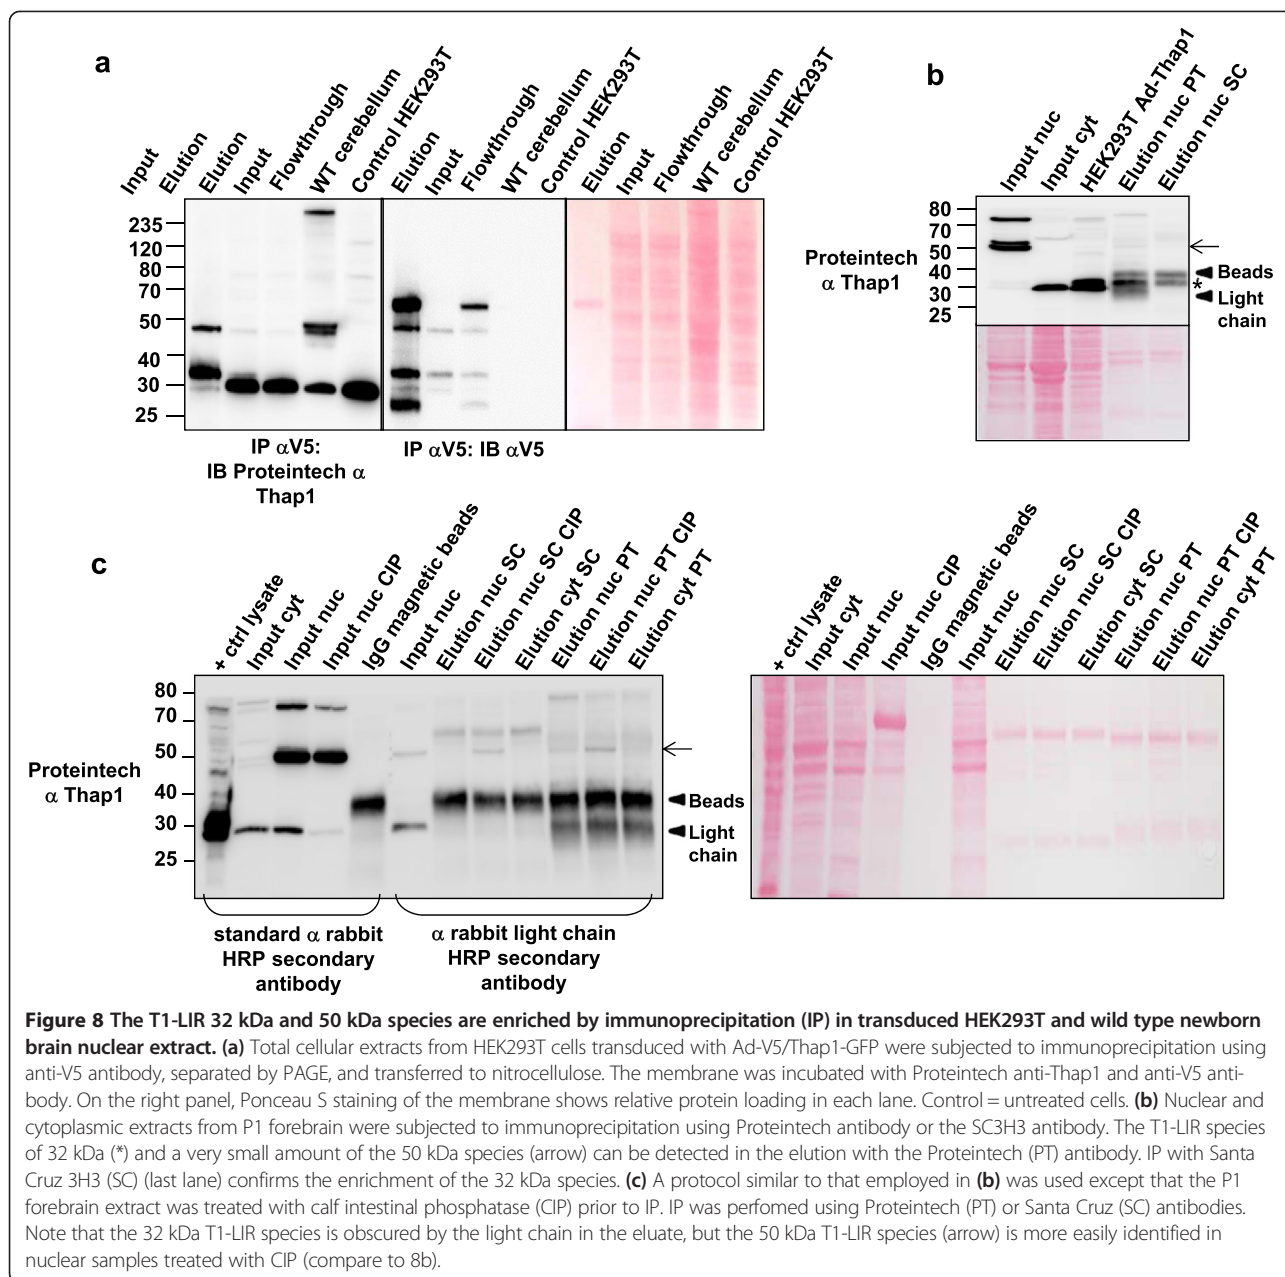 a
Input
Elution
Elution
Input
Flowthrough
WT cerebellum
Control HEK293T
Elution
Input
Flowthrough
WT cerebellum
Control HEK293T
Elution
Input
Flowthrough
WT cerebellum
Control HEK293T
235
120
80
70
50
40
30
25
IP αV5:
IB Proteintech α
Thap1
IP αV5: IB αV5
b
Input nuc
Input cyt
HEK293T Ad-Thap1
Elution nuc PT
Elution nuc SC
80
70
50
40
30
25
Proteintech
α Thap1
Beads
*
Light
chain
c
+ ctrl lysate
Input cyt
Input nuc
Input nuc CIP
IgG magnetic beads
Input nuc
Elution nuc SC
Elution nuc SC CIP
Elution cyt SC
Elution nuc PT
Elution nuc PT CIP
Elution cyt PT
80
70
50
40
30
25
Proteintech
α Thap1
Beads
Light
chain
standard α rabbit
HRP secondary
antibody
α rabbit light chain
HRP secondary
antibody
+ ctrl lysate
Input cyt
Input nuc
Input nuc CIP
IgG magnetic beads
Input nuc
Elution nuc SC
Elution nuc SC CIP
Elution cyt SC
Elution nuc PT
Elution nuc PT CIP
Elution cyt PT
Figure 8 The T1-LIR 32 kDa and 50 kDa species are enriched by immunoprecipitation (IP) in transduced HEK293T and wild type newborn
brain nuclear extract. (a) Total cellular extracts from HEK293T cells transduced with Ad-V5/Thap1-GFP were subjected to immunoprecipitation using
anti-V5 antibody, separated by PAGE, and transferred to nitrocellulose. The membrane was incubated with Proteintech anti-Thap1 and anti-V5 anti-
body. On the right panel, Ponceau S staining of the membrane shows relative protein loading in each lane. Control = untreated cells. (b) Nuclear and
cytoplasmic extracts from P1 forebrain were subjected to immunoprecipitation using Proteintech antibody or the SC3H3 antibody. The T1-LIR species
of 32 kDa (*) and a very small amount of the 50 kDa species (arrow) can be detected in the elution with the Proteintech (PT) antibody. IP with Santa
Cruz 3H3 (SC) (last lane) confirms the enrichment of the 32 kDa species. (c) A protocol similar to that employed in (b) was used except that the P1
forebrain extract was treated with calf intestinal phosphatase (CIP) prior to IP. IP was perfomed using Proteintech (PT) or Santa Cruz (SC) antibodies.
Note that the 32 kDa T1-LIR species is obscured by the light chain in the eluate, but the 50 kDa T1-LIR species (arrow) is more easily identified in
nuclear samples treated with CIP (compare to 8b).